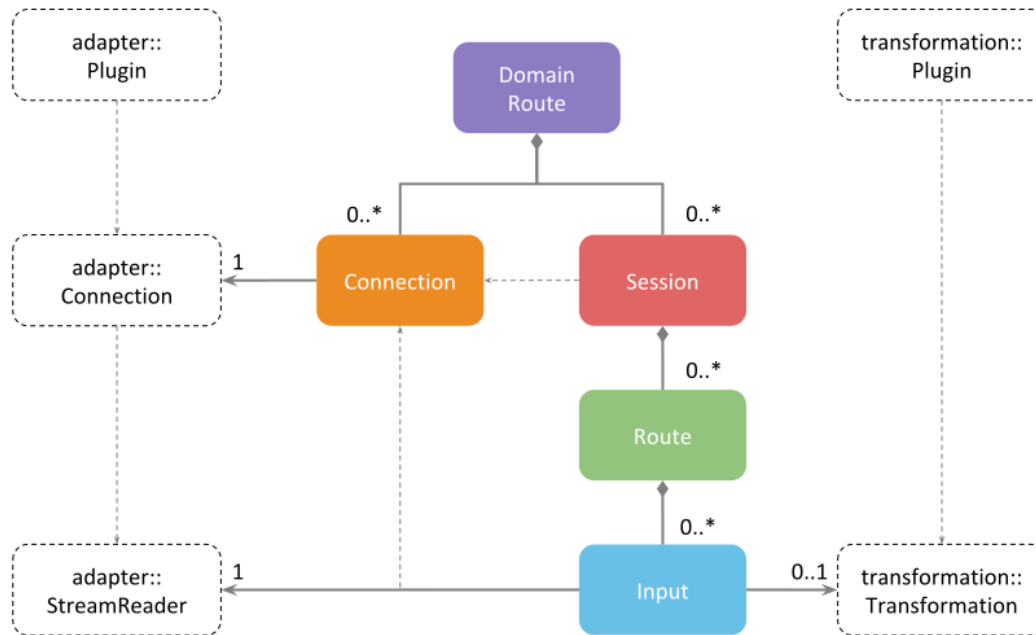 adapter::
Plugin
Domain
Route
transformation::
Plugin
0..*
0..*
adapter::
Connection
1
Connection
Session
0..*
Route
0..*
adapter::
StreamReader
1
Input
0..1
transformation::
Transformation